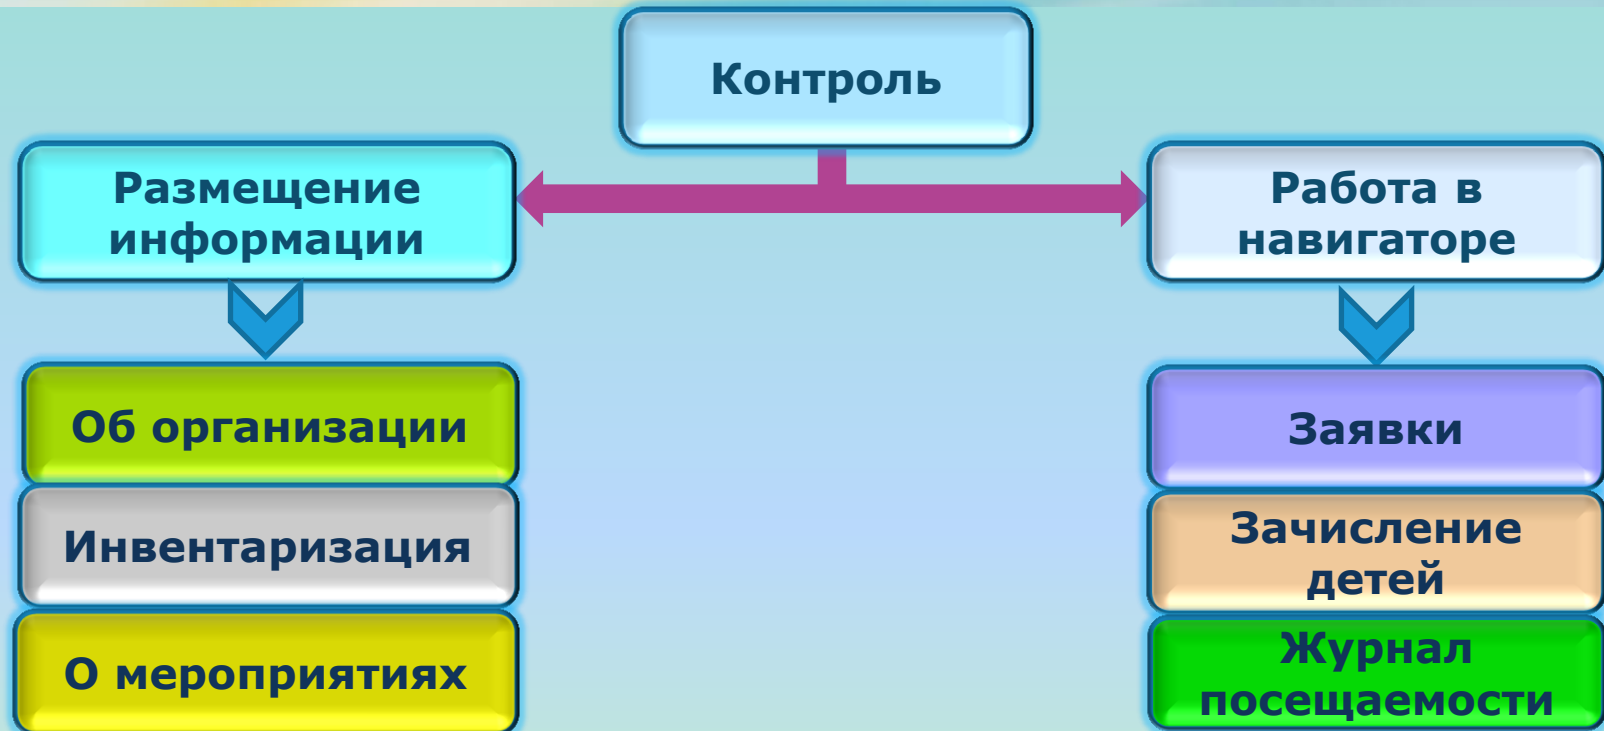 Контроль
Размещение
информации
Работа в
навигаторе
Об организации
Инвентаризация
О мероприятиях
Заявки
Зачисление
детей
Журнал
посещаемости